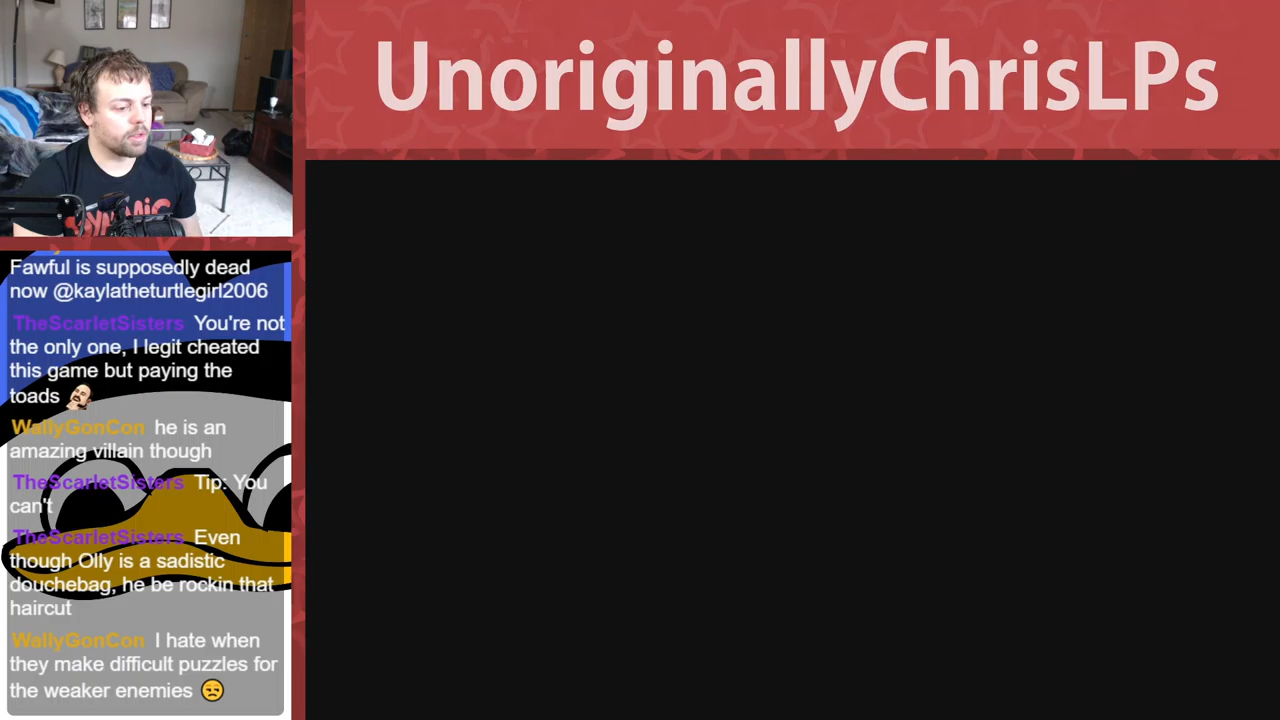 UnoriginallyChrisLPs
Fawful is supposedly dead
now @kaylatheturtlegirl2006
TheScarletSisters You're not
the only one, I legit cheated
this game but paying the
toads
WallyGonCon he is an
amazing villain though
TheScarletSisters Tip: You
can't
TheScarletSisters Even
though Olly is a sadistic
douchebag, he be rockin that
haircut
WallyGonCon I hate when
they make difficult puzzles for
the weaker enemies 😒